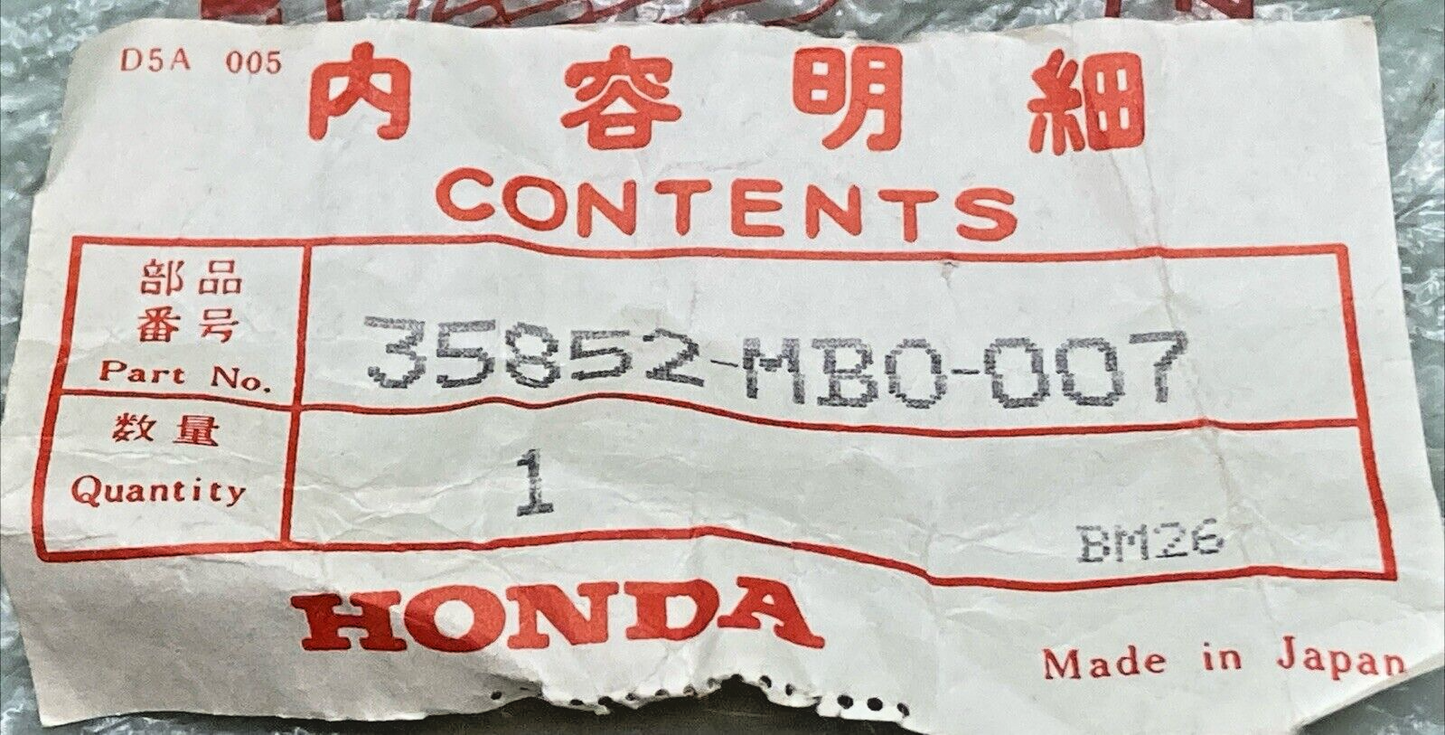 D5A 005
内容明細
CONTENTS
部品
番号
Part No.
35852-MB0-007
数量
Quantity
1
BM26
HONDA
Made in Japan